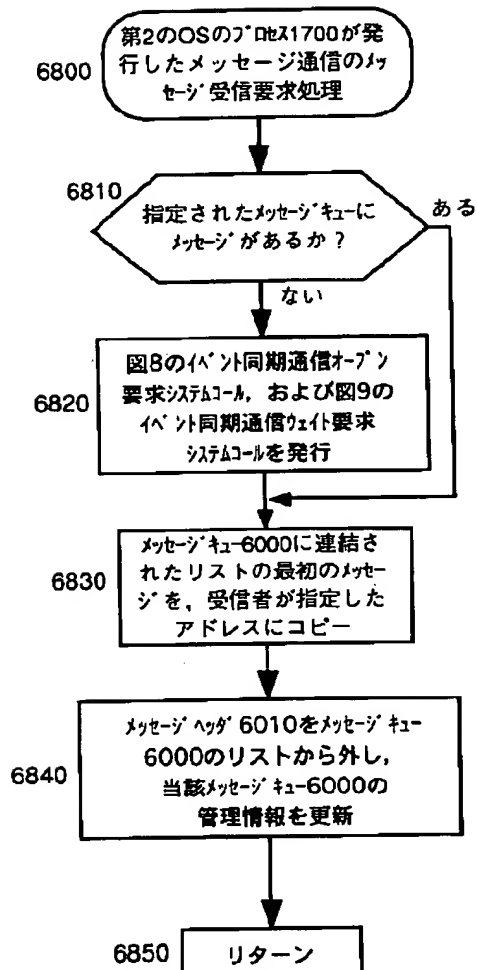 第2のOSのﾌﾟﾛｾｽ1700が発
行したメッセージ通信のﾒｯ
ｾｰｼﾞ受信要求処理
6800
6810
指定されたﾒｯｾｰｼﾞｷｭｰに
ﾒｯｾｰｼﾞがあるか？
ある
ない
図8のｲﾍﾞﾝﾄ同期通信ｵｰﾌﾟﾝ
要求ｼｽﾃﾑｺｰﾙ，および図9の
ｲﾍﾞﾝﾄ同期通信ｳｪｲﾄ要求
ｼｽﾃﾑｺｰﾙを発行
6820
ﾒｯｾｰｼﾞｷｭｰ6000に連結さ
れたリストの最初のﾒｯｾｰ
ｼﾞを，受信者が指定した
アドレスにコピー
6830
ﾒｯｾｰｼﾞﾍｯﾀﾞ6010をﾒｯｾｰｼﾞｷｭｰ
6000のリストから外し，
当該ﾒｯｾｰｼﾞｷｭｰ6000の
管理情報を更新
6840
6850
リターン